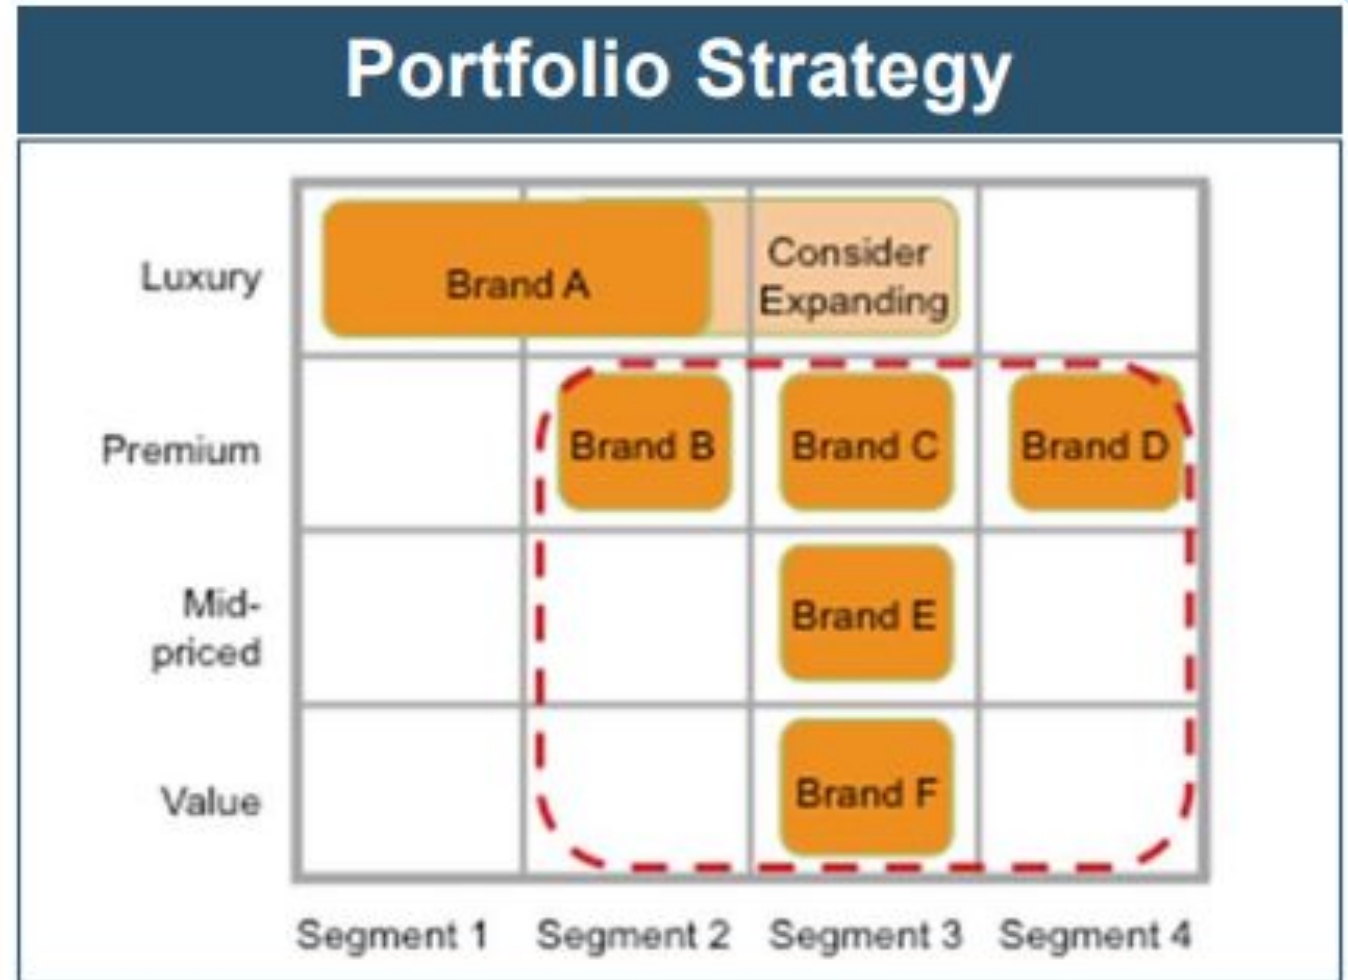 Portfolio Strategy
Luxury
Brand A
Consider
Expanding
Premium
Brand B
Brand C
Brand D
Mid-
priced
Brand E
Value
Brand F
Segment 1
Segment 2
Segment 3
Segment 4